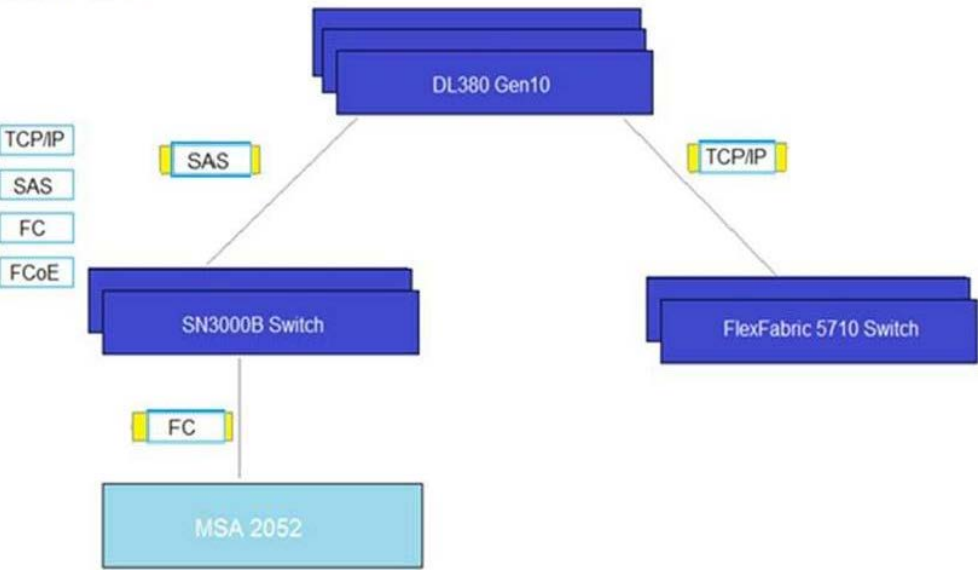 DL380 Gen10
TCP/IP
SAS
TCP/IP
SAS
FC
FCoE
SN3000B Switch
FlexFabric 5710 Switch
FC
MSA 2052